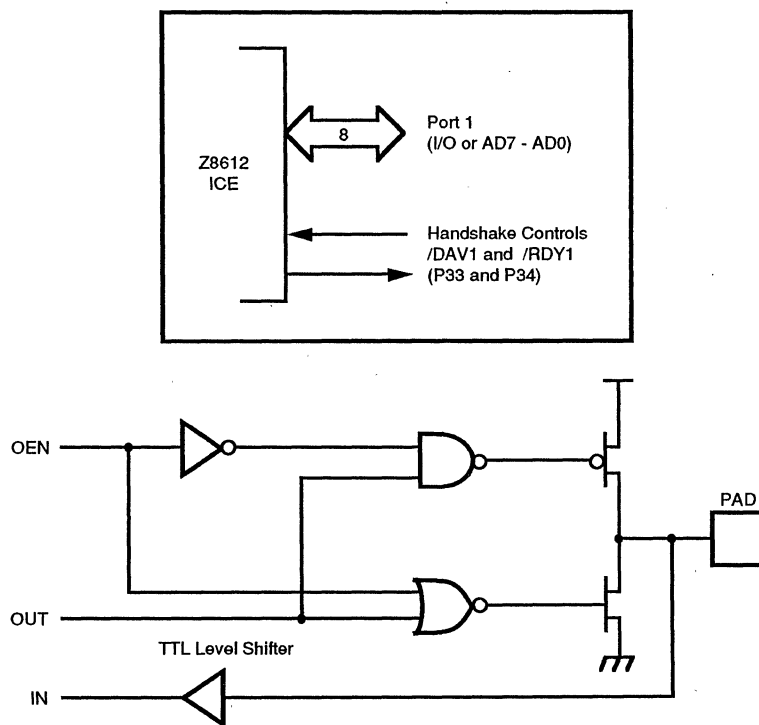 Z8612
ICE
8
Port 1
(I/O or AD7 - AD0)
Handshake Controls
/DAV1 and /RDY1
(P33 and P34)
OEN
PAD
OUT
TTL Level Shifter
IN